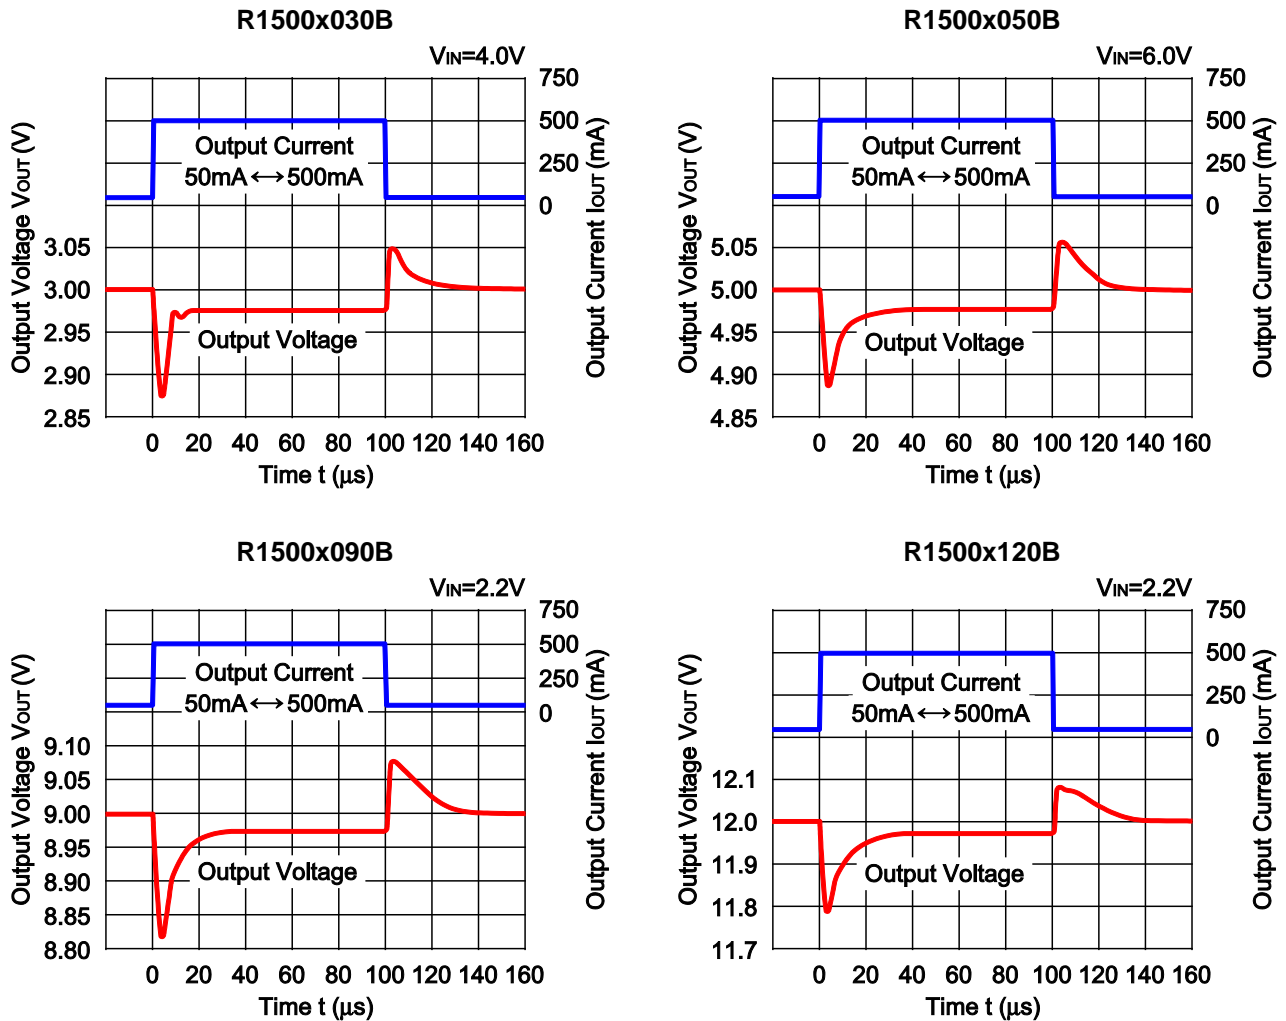 R1500x030B
VIN=4.0V
Output Voltage VOUT (V)
3.05
3.00
2.95
2.90
2.85
750
500
250
0
Output Current IOUT (mA)
Output Current
50mA↔500mA
Output Voltage
0 20 40 60 80 100 120 140 160
Time t (µs)
R1500x050B
VIN=6.0V
Output Voltage VOUT (V)
5.05
5.00
4.95
4.90
4.85
750
500
250
0
Output Current IOUT (mA)
Output Current
50mA↔500mA
Output Voltage
0 20 40 60 80 100 120 140 160
Time t (µs)
R1500x090B
VIN=2.2V
Output Voltage VOUT (V)
9.10
9.05
9.00
8.95
8.90
8.85
8.80
750
500
250
0
Output Current IOUT (mA)
Output Current
50mA↔500mA
Output Voltage
0 20 40 60 80 100 120 140 160
Time t (µs)
R1500x120B
VIN=2.2V
Output Voltage VOUT (V)
12.1
12.0
11.9
11.8
11.7
750
500
250
0
Output Current IOUT (mA)
Output Current
50mA↔500mA
Output Voltage
0 20 40 60 80 100 120 140 160
Time t (µs)